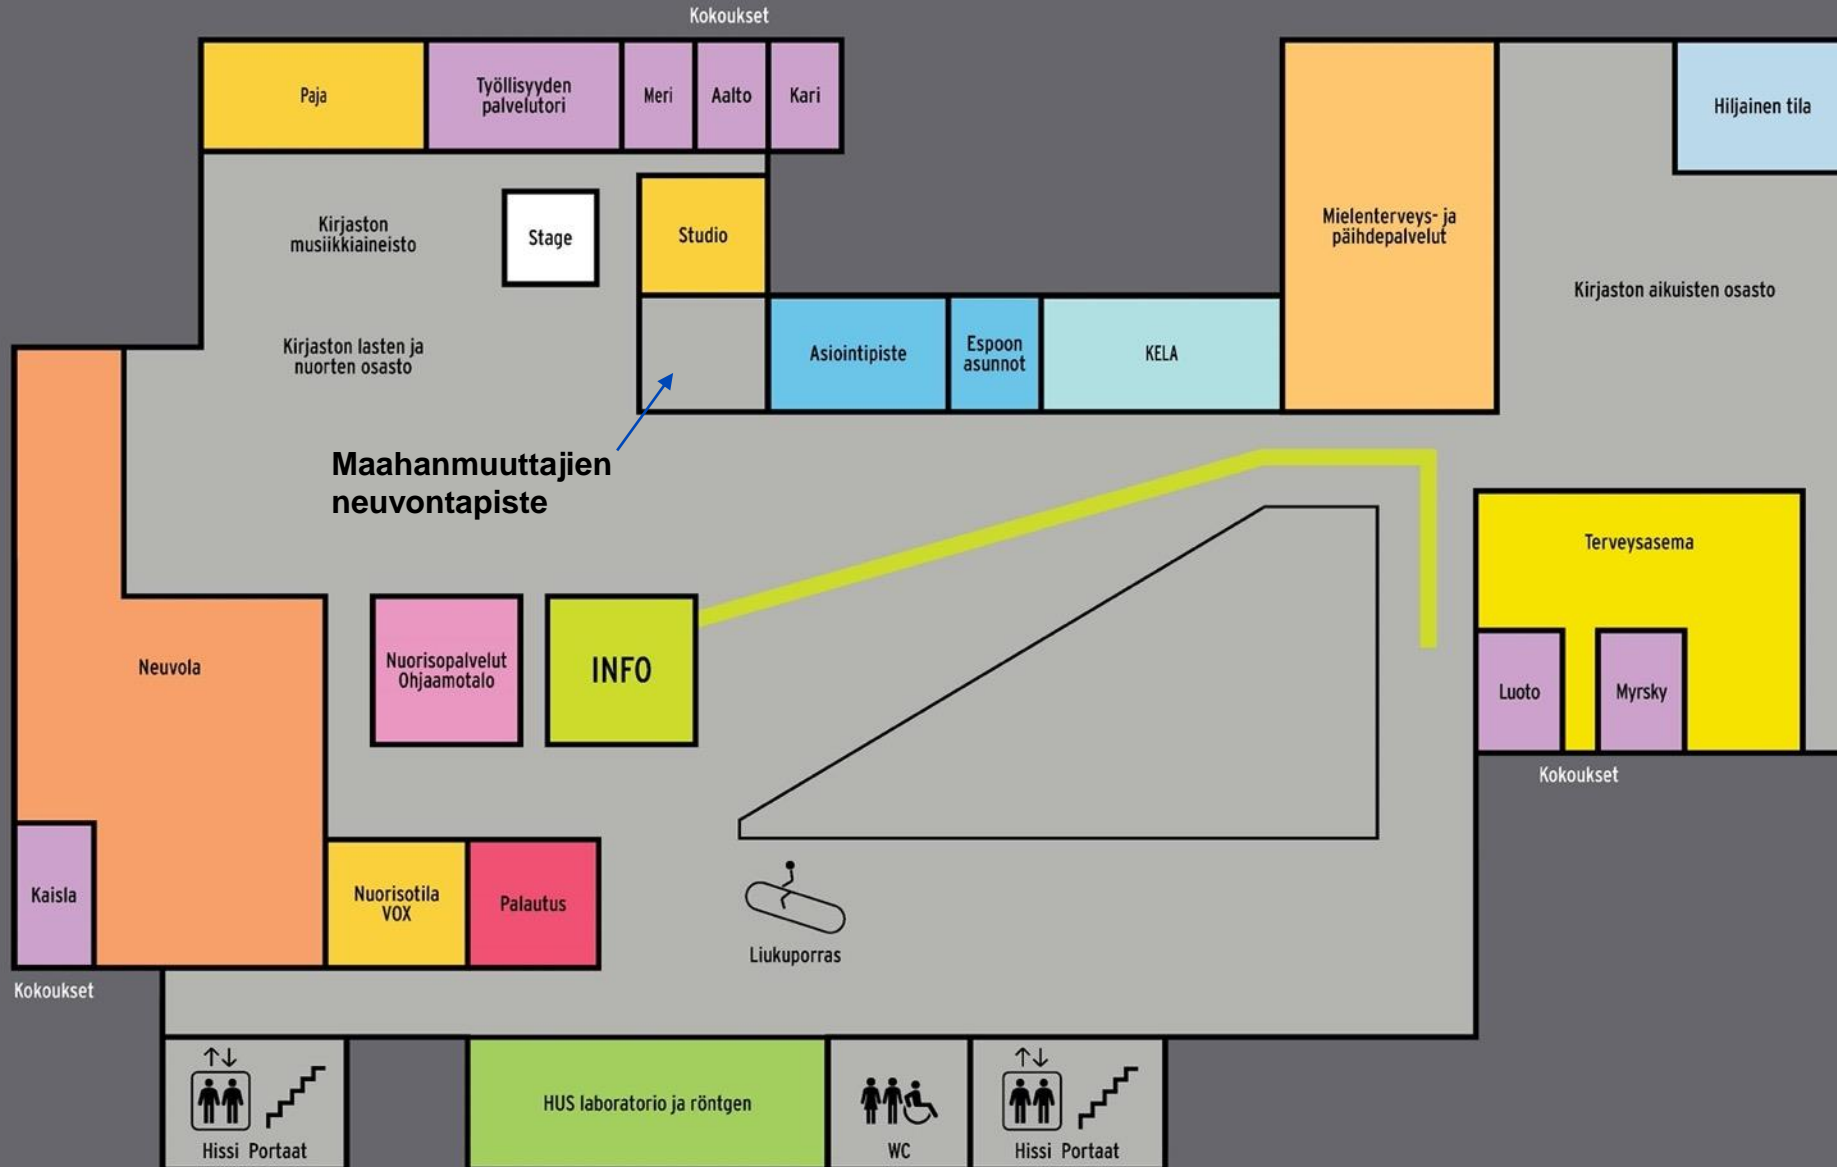 Kokoukset
Paja
Työllisyyden
palvelutori
Meri
Aalto
Kari
Hiljainen tila
Kirjaston
musiikkiaineisto
Stage
Studio
Mielenterveys- ja
päihdepalvelut
Kirjaston aikuisten osasto
Kirjaston lasten ja
nuorten osasto
Asiointipiste
Espoon
asunnot
KELA
Maahanmuuttajien
neuvontapiste
Terveysasema
Neuvola
Nuorisopalvelut
Ohjaamotalo
INFO
Luoto
Myrsky
Kokoukset
Kaisla
Nuorisotila
VOX
Palautus
Liukuporras
Kokoukset
Hissi Portaat
HUS laboratorio ja röntgen
WC
Hissi Portaat